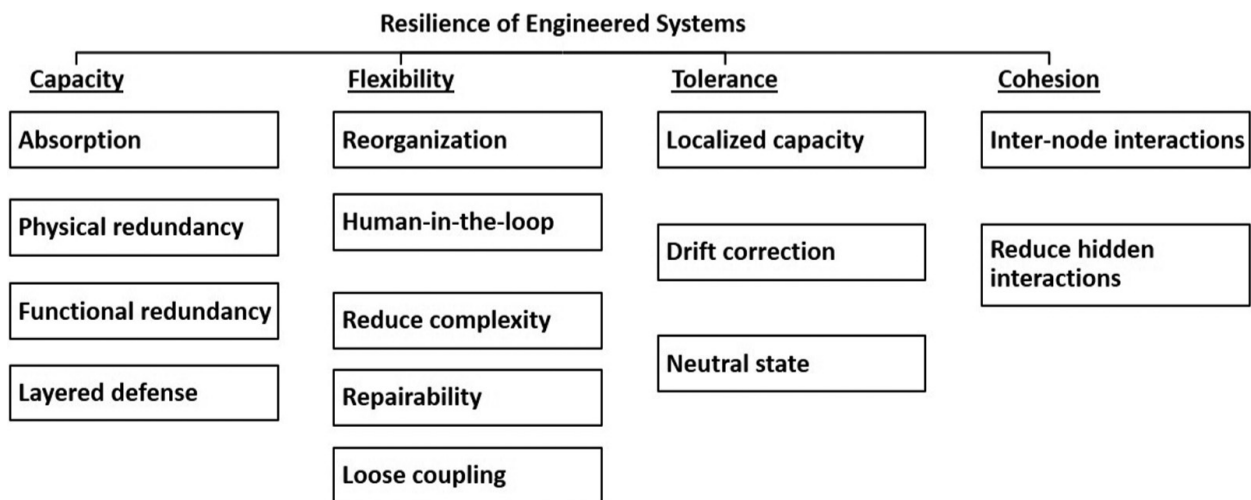 Resilience of Engineered Systems
Capacity
Absorption
Physical redundancy
Functional redundancy
Layered defense
Flexibility
Reorganization
Human-in-the-loop
Reduce complexity
Repairability
Loose coupling
Tolerance
Localized capacity
Drift correction
Neutral state
Cohesion
Inter-node interactions
Reduce hidden
interactions